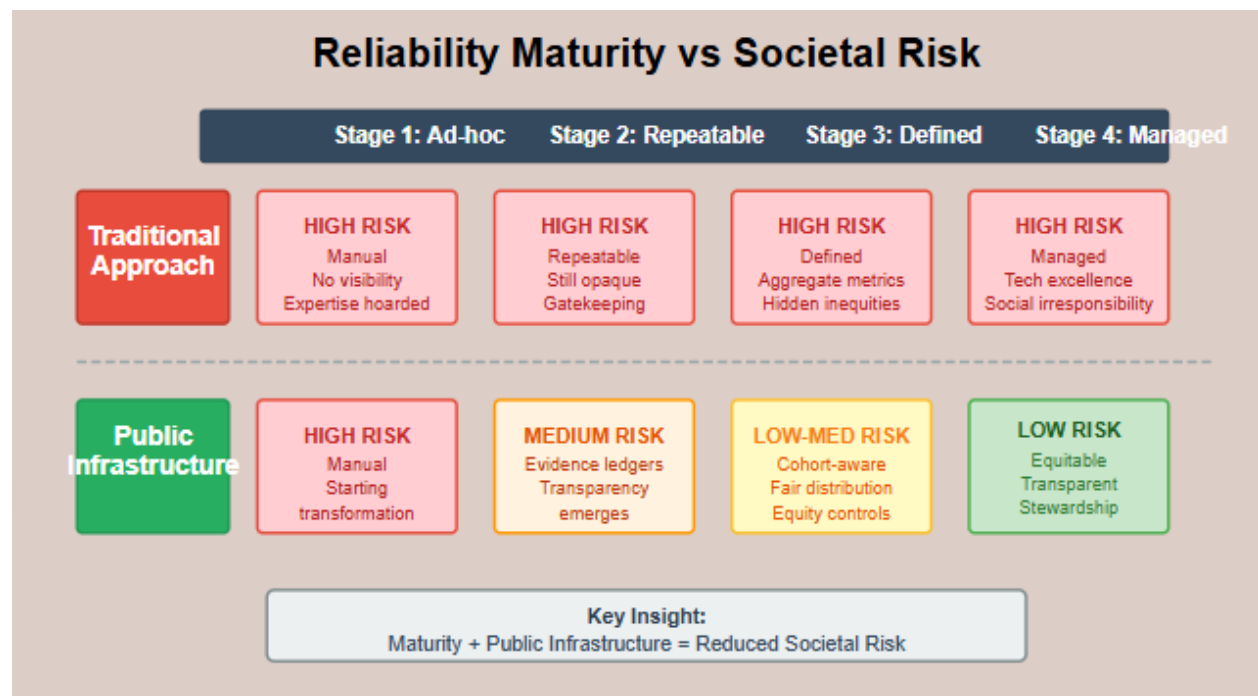 Reliability Maturity vs Societal Risk
Stage 1: Ad-hoc
Stage 2: Repeatable
Stage 3: Defined
Stage 4: Managed
Traditional
Approach
HIGH RISK
Manual
No visibility
Expertise hoarded
HIGH RISK
Repeatable
Still opaque
Gatekeeping
HIGH RISK
Defined
Aggregate metrics
Hidden inequities
HIGH RISK
Managed
Tech excellence
Social irresponsibility
Public
Infrastructure
HIGH RISK
Manual
Starting
transformation
MEDIUM RISK
Evidence ledgers
Transparency
emerges
LOW-MED RISK
Cohort-aware
Fair distribution
Equity controls
LOW RISK
Equitable
Transparent
Stewardship
Key Insight:
Maturity + Public Infrastructure = Reduced Societal Risk